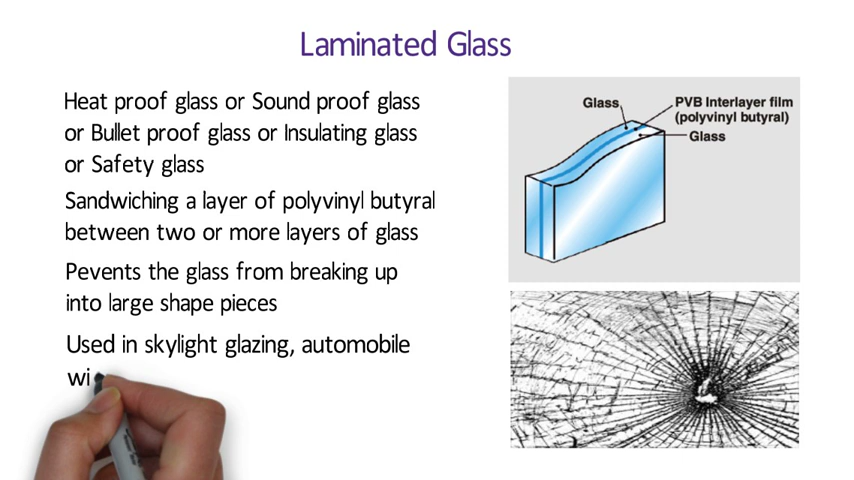 Laminated Glass
Heat proof glass or Sound proof glass
or Bullet proof glass or Insulating glass
or Safety glass
Sandwiching a layer of polyvinyl butyral
between two or more layers of glass
Pevents the glass from breaking up
into large shape pieces
Used in skylight glazing, automobile
wi
Glass
PVB Interlayer film
(polyvinyl butyral)
Glass